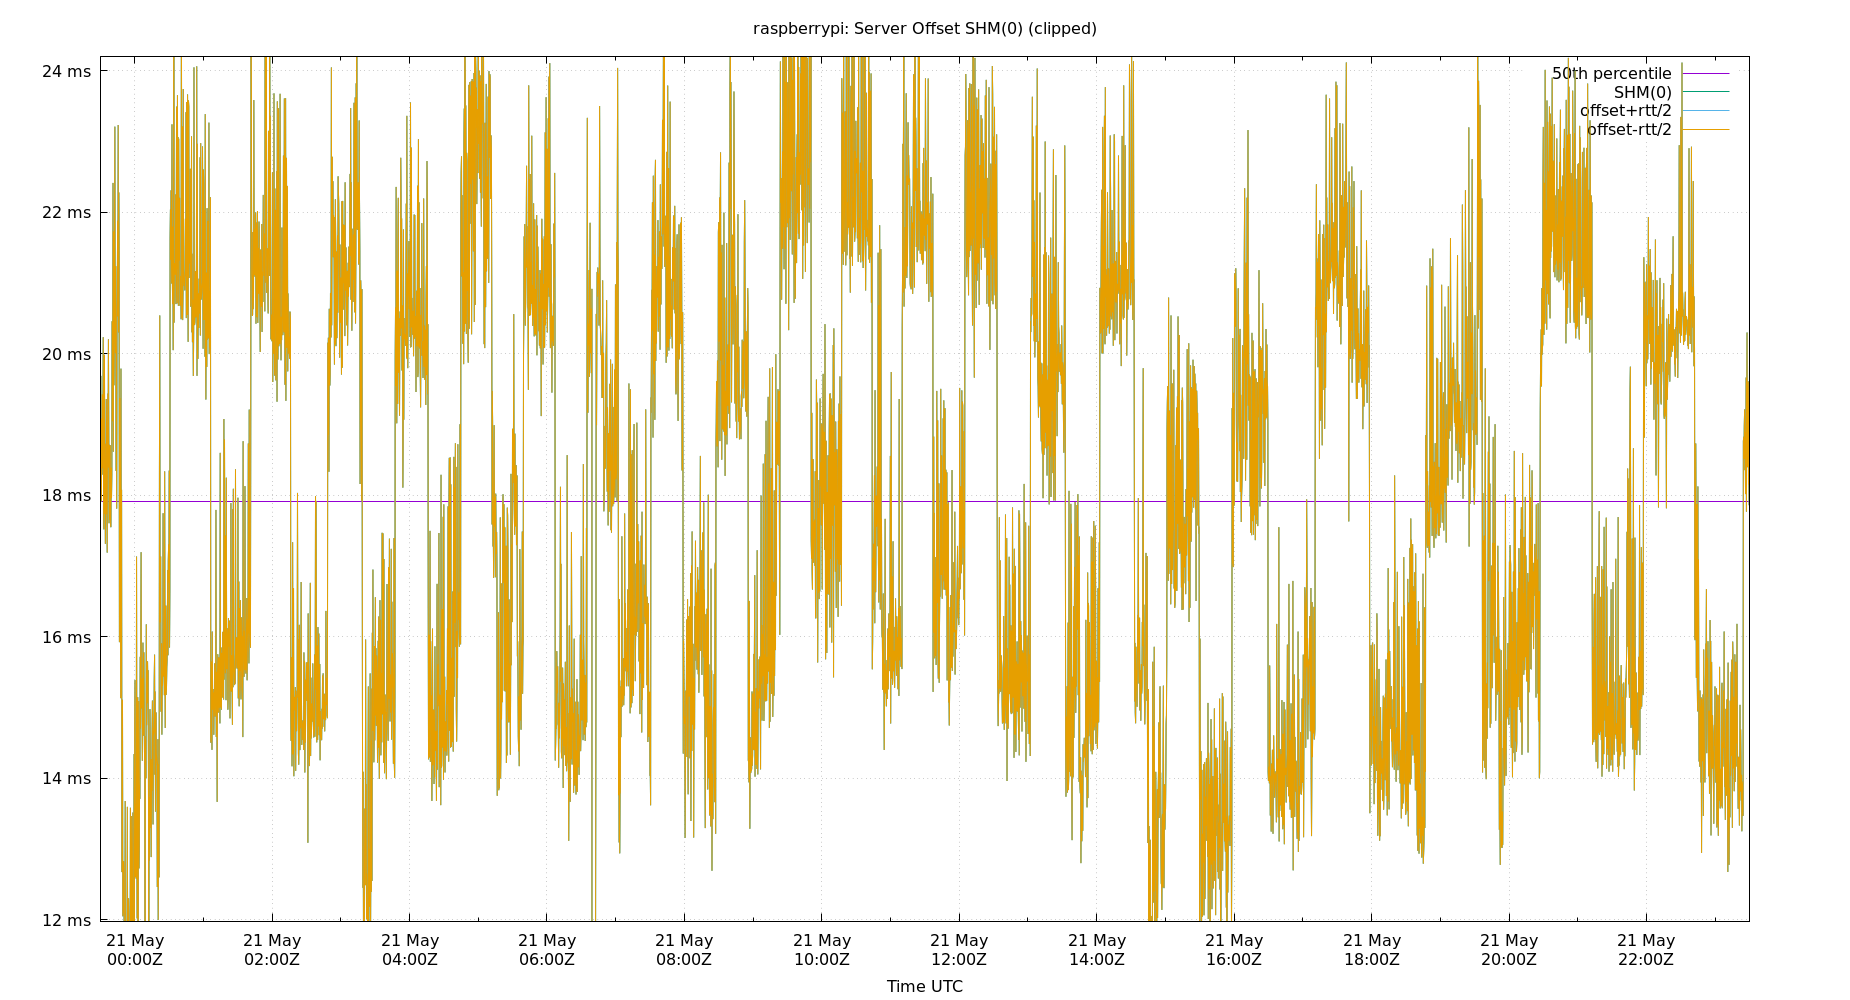 raspberrypi: Server Offset SHM(0) (clipped)
24 ms
22 ms
20 ms
18 ms
16 ms
14 ms
12 ms
50th percentile
SHM(0)
offset+rtt/2
offset-rtt/2
21 May 21 May 21 May 21 May 21 May 21 May 21 May 21 May 21 May 21 May 21 May 21 May
00:00Z 02:00Z 04:00Z 06:00Z 08:00Z 10:00Z 12:00Z 14:00Z 16:00Z 18:00Z 20:00Z 22:00Z
Time UTC